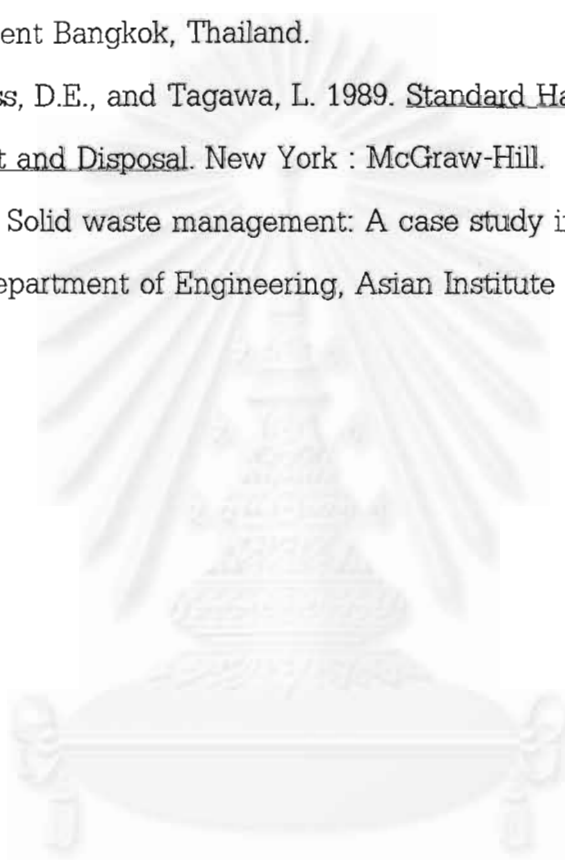 ent Bangkok, Thailand.
ss, D.E., and Tagawa, L. 1989. Standard Ha
t and Disposal. New York : McGraw-Hill.
Solid waste management: A case study i
epartment of Engineering, Asian Institute